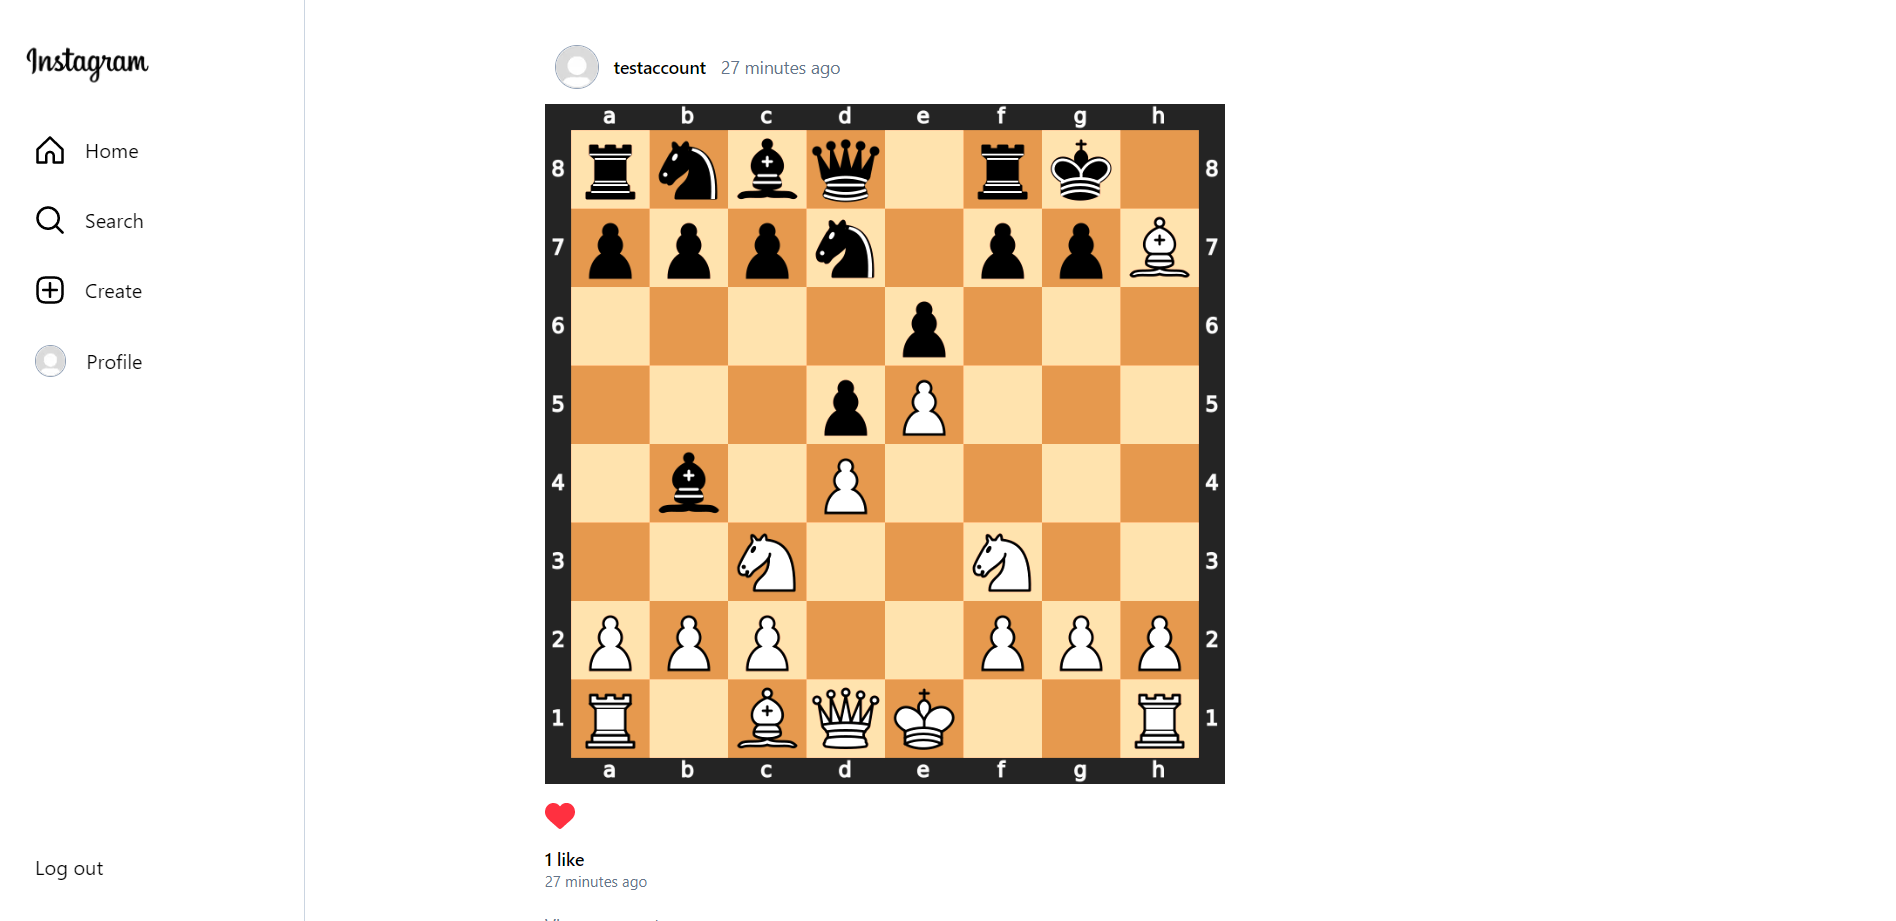 Instagram
Home
Search
Create
Profile
Log out
testaccount 27 minutes ago
a b c d e f g h
8 8
7 7
6 6
5 5
4 4
3 3
2 2
1 1
a b c d e f g h
1 like
27 minutes ago